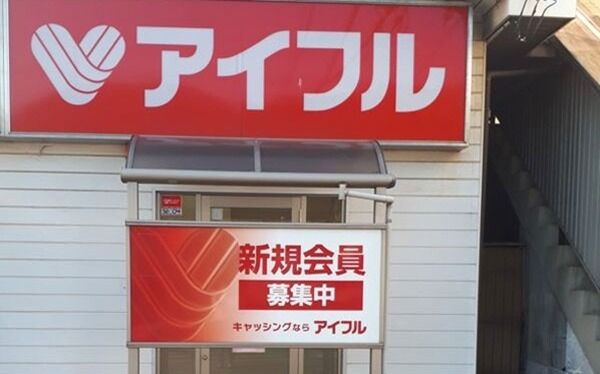 アイフル
新規会員
募集中
キャッシングなら アイフル